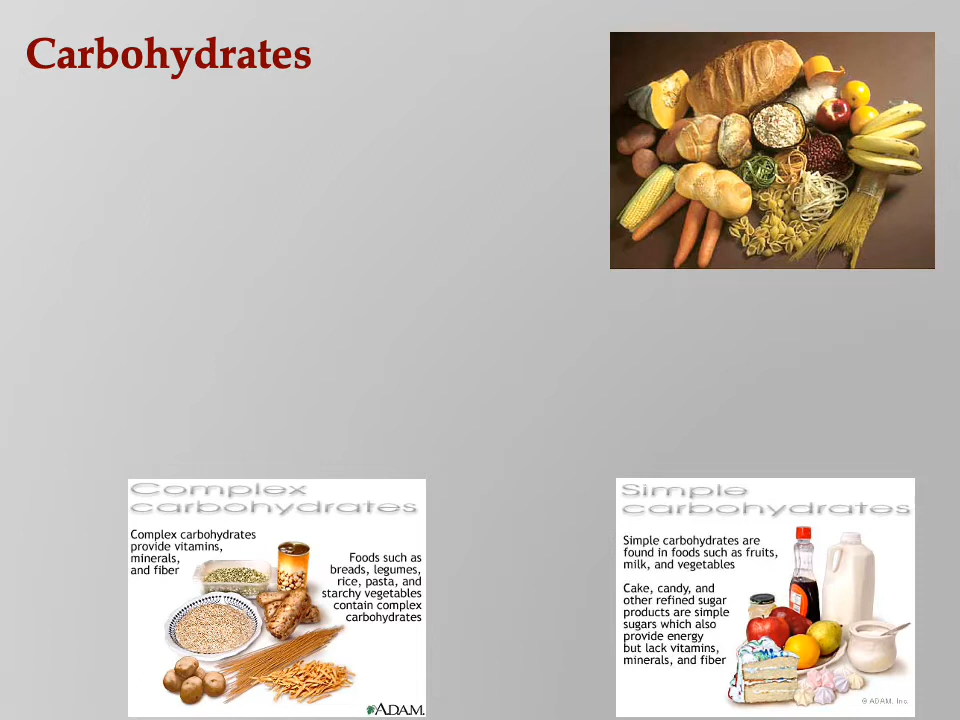 Carbohydrates
Complex
carbohydrates
Complex carbohydrates
provide vitamins,
minerals,
and fiber
Foods such as
breads, legumes,
rice, pasta, and
starchy vegetables
contain complex
carbohydrates
ADAM.
Simple
carbohydrates
Simple carbohydrates are
found in foods such as fruits,
milk, and vegetables
Cake, candy, and
other refined sugar
products are simple
sugars which also
provide energy
but lack vitamins,
minerals, and fiber
© ADAM, Inc.